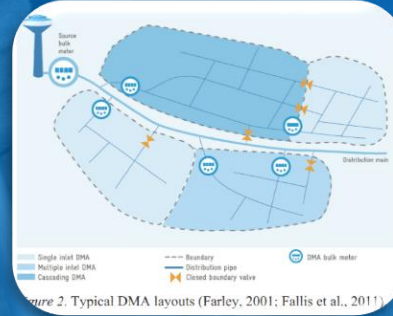 Source
bulk
meter
Distribution main
Single inlet DMA
Multiple inlet DMA
Cascading DMA
Boundary
Distribution pipe
Closed boundary valve
DMA bulk meter
ure 2. Typical DMA layouts (Farley, 2001; Fallis et al., 2011)